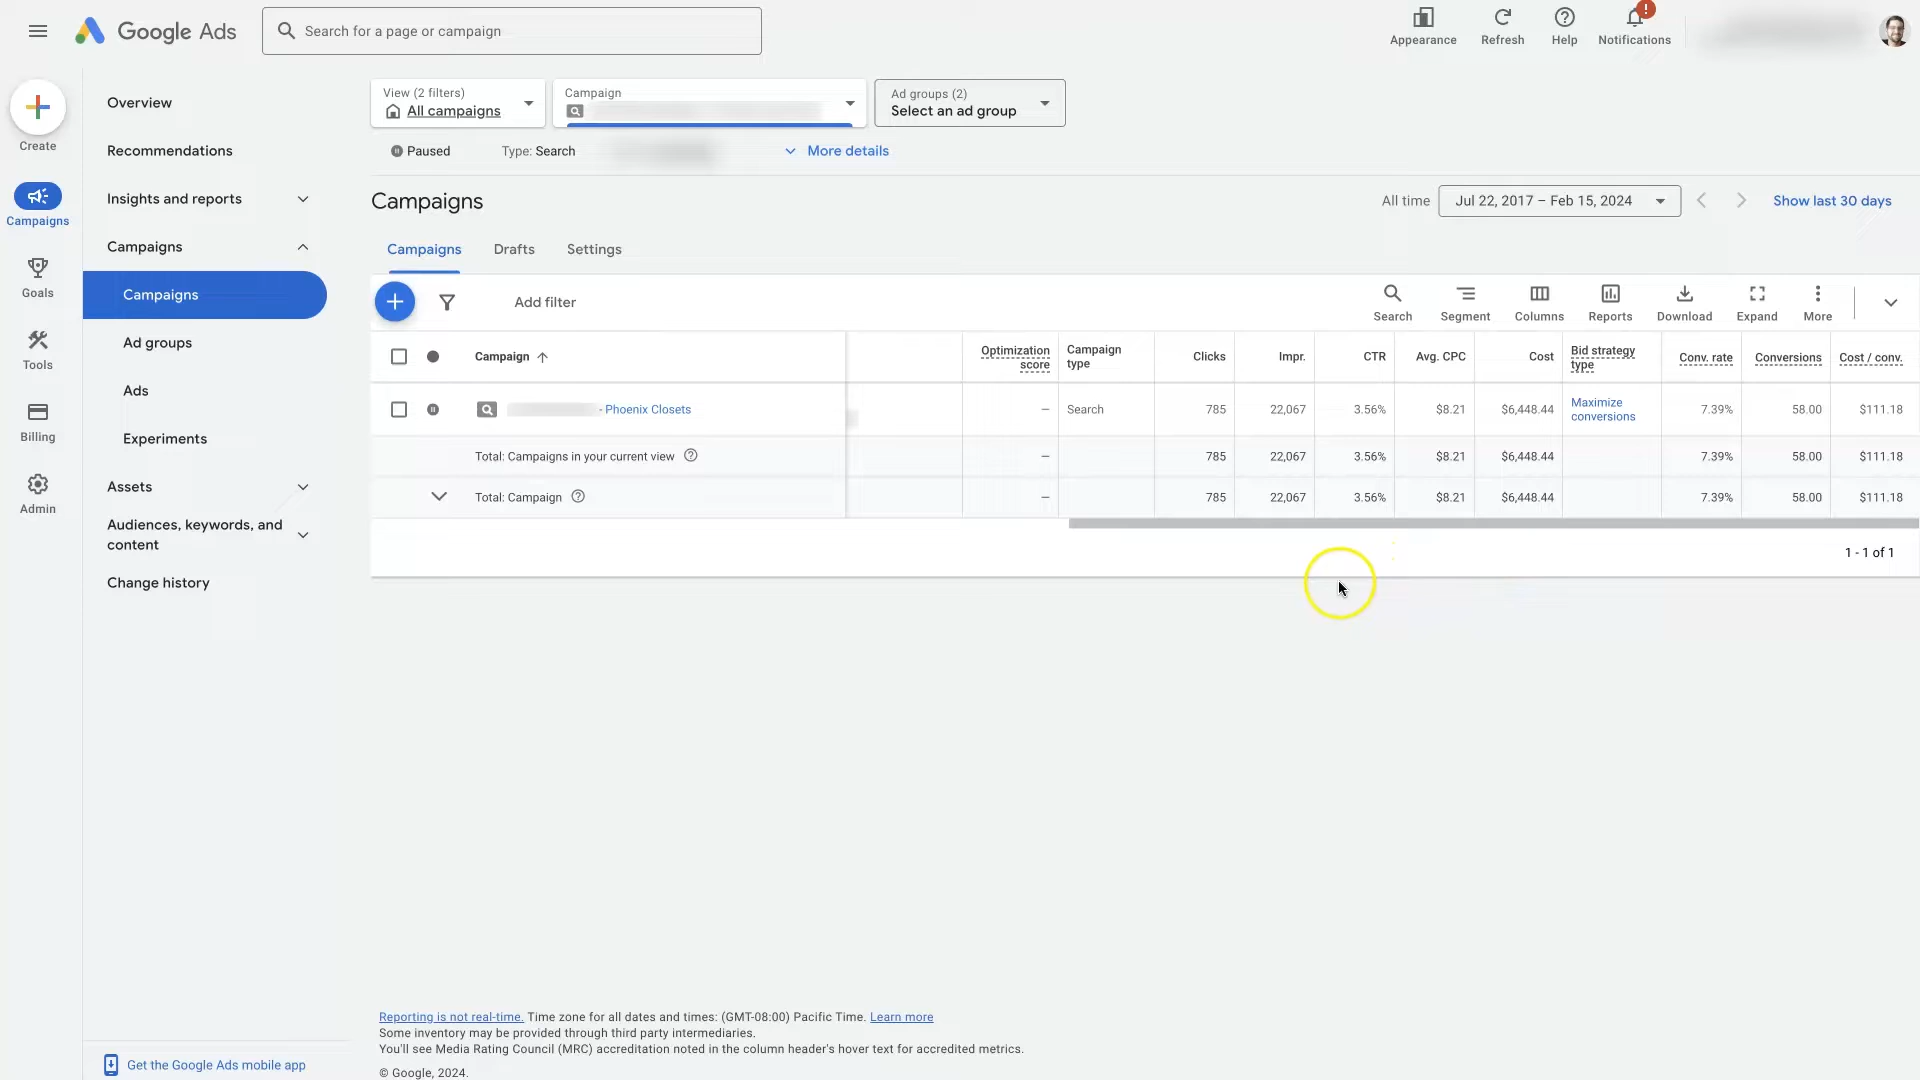 Google Ads
Search for a page or campaign
Appearance
Refresh
Help
!
Notifications
Create
Campaigns
Goals
Tools
Billing
Admin
Overview
Recommendations
Insights and reports
Campaigns
Campaigns
Ad groups
Ads
Experiments
Assets
Audiences, keywords, and
content
Change history
Get the Google Ads mobile app
View (2 filters)
All campaigns
Campaign
Ad groups (2)
Select an ad group
Paused
Type: Search
More details
Campaigns
All time
Jul 22, 2017 – Feb 15, 2024
Show last 30 days
Campaigns
Drafts
Settings
Add filter
Search
Segment
Columns
Reports
Download
Expand
More
Campaign
Optimization
score
Campaign
type
Clicks
Impr.
CTR
Avg. CPC
Cost
Bid strategy
type
Conv. rate
Conversions
Cost / conv.
- Phoenix Closets
–
Search
785
22,067
3.56%
$8.21
$6,448.44
Maximize
conversions
7.39%
58.00
$111.18
Total: Campaigns in your current view
–
785
22,067
3.56%
$8.21
$6,448.44
7.39%
58.00
$111.18
Total: Campaign
–
785
22,067
3.56%
$8.21
$6,448.44
7.39%
58.00
$111.18
1 - 1 of 1
Reporting is not real-time. Time zone for all dates and times: (GMT-08:00) Pacific Time. Learn more
Some inventory may be provided through third party intermediaries.
You'll see Media Rating Council (MRC) accreditation noted in the column header's hover text for accredited metrics.
© Google, 2024.